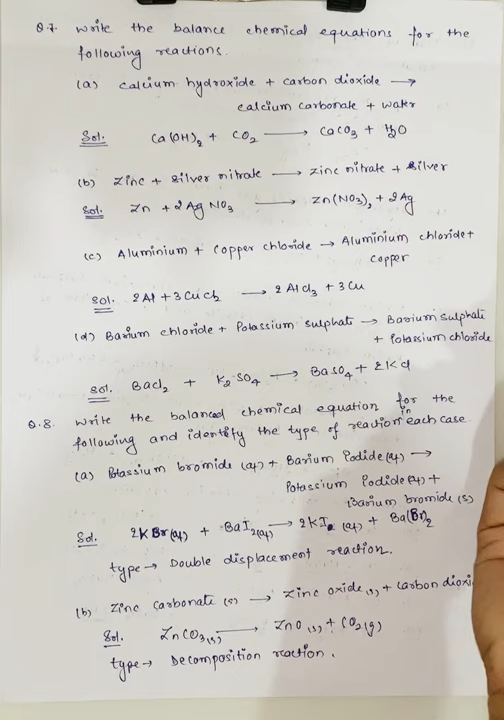 Q.7. Write the balance chemical equations for the
following reactions.
(a) calcium hydroxide + carbon dioxide →
calcium carbonate + water
Sol. Ca(OH)2 + CO2 → CaCO3 + H2O
(b) Zinc + silver nitrate → zinc nitrate + silver
Sol. Zn + 2AgNO3 → Zn(NO3)2 + 2Ag
(c) Aluminium + copper chloride → Aluminium chloride +
copper
Sol. 2Al + 3CuCl2 → 2AlCl3 + 3Cu
(d) Barium chloride + Potassium sulphate → Barium sulphate
+ Potassium chloride
Sol. BaCl2 + K2SO4 → BaSO4 + 2KCl
Q.8. Write the balanced chemical equation for the
following and identify the type of reaction in each case
(a) Potassium bromide (aq) + Barium Iodide (aq) →
Potassium Iodide (aq) +
Barium bromide (s)
Sol. 2KBr (aq) + BaI2 (aq) → 2KI (aq) + Ba(Br)2
type → Double displacement reaction.
(b) Zinc carbonate (s) → zinc oxide (s) + carbon dioxi
Sol. ZnCO3 (s) → ZnO (s) + CO2 (g)
type → Decomposition reaction.